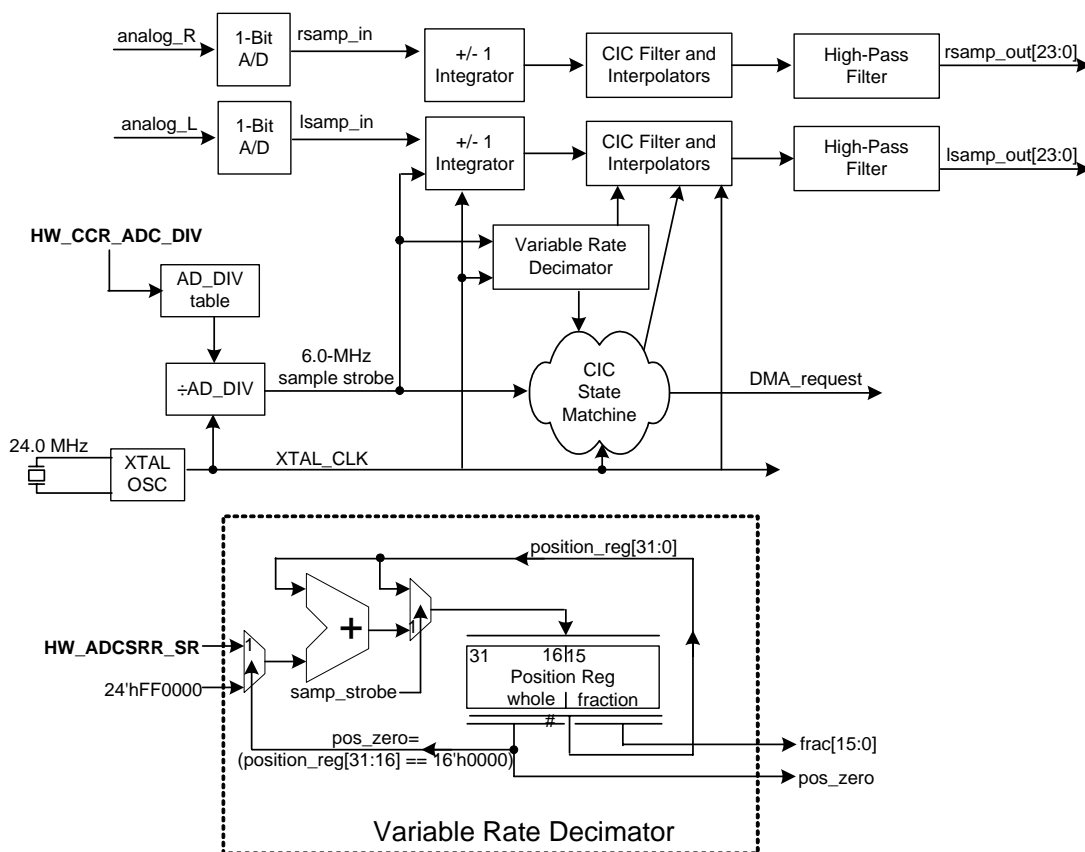 analog_R
1-Bit
A/D
rsamp_in
+/- 1
Integrator
CIC Filter and
Interpolators
High-Pass
Filter
rsamp_out[23:0]
analog_L
1-Bit
A/D
lsamp_in
+/- 1
Integrator
CIC Filter and
Interpolators
High-Pass
Filter
lsamp_out[23:0]
HW_CCR_ADC_DIV
Variable Rate
Decimator
AD_DIV
table
6.0-MHz
sample strobe
÷AD_DIV
CIC
State
Matchine
DMA_request
24.0 MHz
XTAL
OSC
XTAL_CLK
position_reg[31:0]
HW_ADCSRR_SR
1
+
1
31
16
15
Position Reg
whole
fraction
#
24'hFF0000
samp_strobe
pos_zero=
(position_reg[31:16] == 16'h0000)
frac[15:0]
pos_zero
Variable Rate Decimator